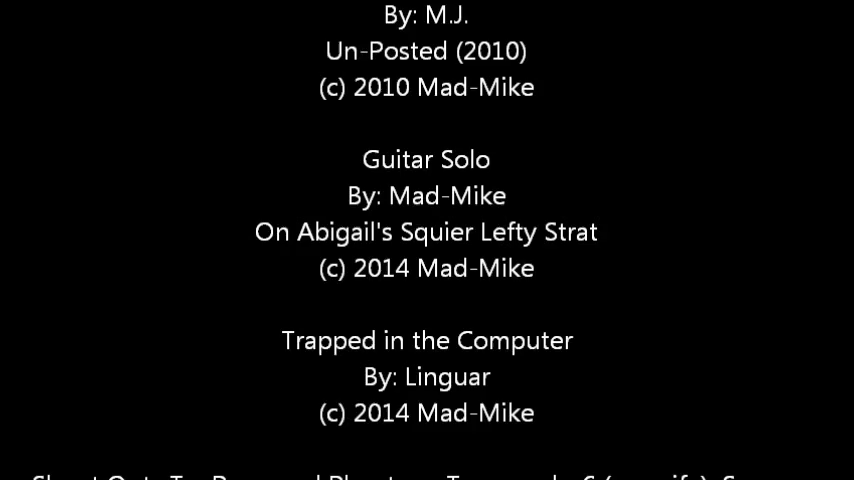 By: M.J.
Un-Posted (2010)
(c) 2010 Mad-Mike
Guitar Solo
By: Mad-Mike
On Abigail's Squier Lefty Strat
(c) 2014 Mad-Mike
Trapped in the Computer
By: Linguar
(c) 2014 Mad-Mike